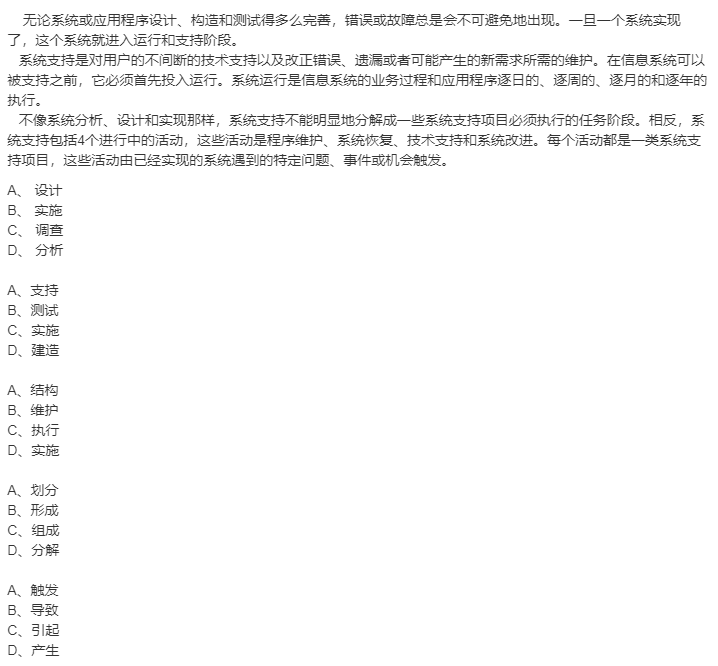 无论系统或应用程序设计、构造和测试得多么完善，错误或故障总是会不可避免地出现。一旦一个系统实现
了，这个系统就进入运行和支持阶段。
系统支持是对用户的不间断的技术支持以及改正错误、遗漏或者可能产生的新需求所需的维护。在信息系统可以
被支持之前，它必须首先投入运行。系统运行是信息系统的业务过程和应用程序逐日的、逐周的、逐月的和逐年的
执行。
不像系统分析、设计和实现那样，系统支持不能明显地分解成一些系统支持项目必须执行的任务阶段。相反，系
统支持包括4个进行中的活动，这些活动是程序维护、系统恢复、技术支持和系统改进。每个活动都是一类系统支
持项目，这些活动由已经实现的系统遇到的特定问题、事件或机会触发。
A、 设计
B、 实施
C、 调查
D、 分析
A、支持
B、测试
C、实施
D、建造
A、结构
B、维护
C、执行
D、实施
A、划分
B、形成
C、组成
D、分解
A、触发
B、导致
C、引起
D、产生